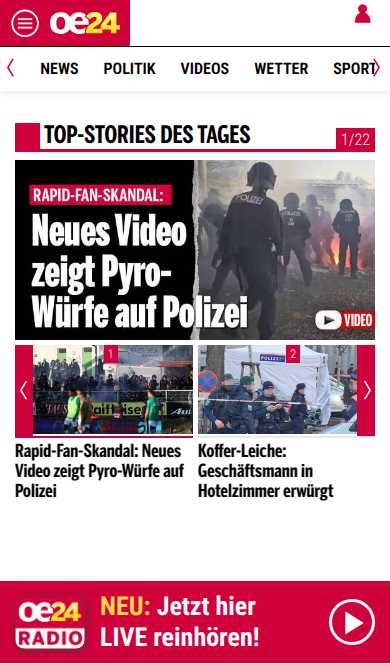 oe24
NEWS POLITIK VIDEOS WETTER SPORT
TOP-STORIES DES TAGES
1/22
RAPID-FAN-SKANDAL:
Neues Video
zeigt Pyro-
Würfe auf Polizei
POLIZEI
VIDEO
1
2
POLIZEI
Rapid-Fan-Skandal: Neues
Video zeigt Pyro-Würfe auf
Polizei
Koffer-Leiche:
Geschäftsmann in
Hotelzimmer erwürgt
oe24
RADIO
NEU: Jetzt hier
LIVE reinhören!